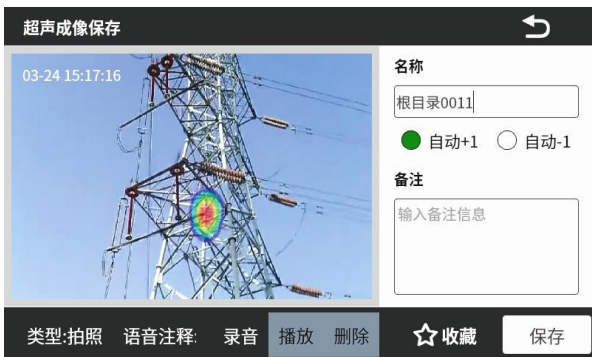 超声成像保存
03-24 15:17:16
名称
根目录0011
自动+1 自动-1
备注
输入备注信息
类型:拍照 语音注释: 录音 播放 删除 收藏 保存